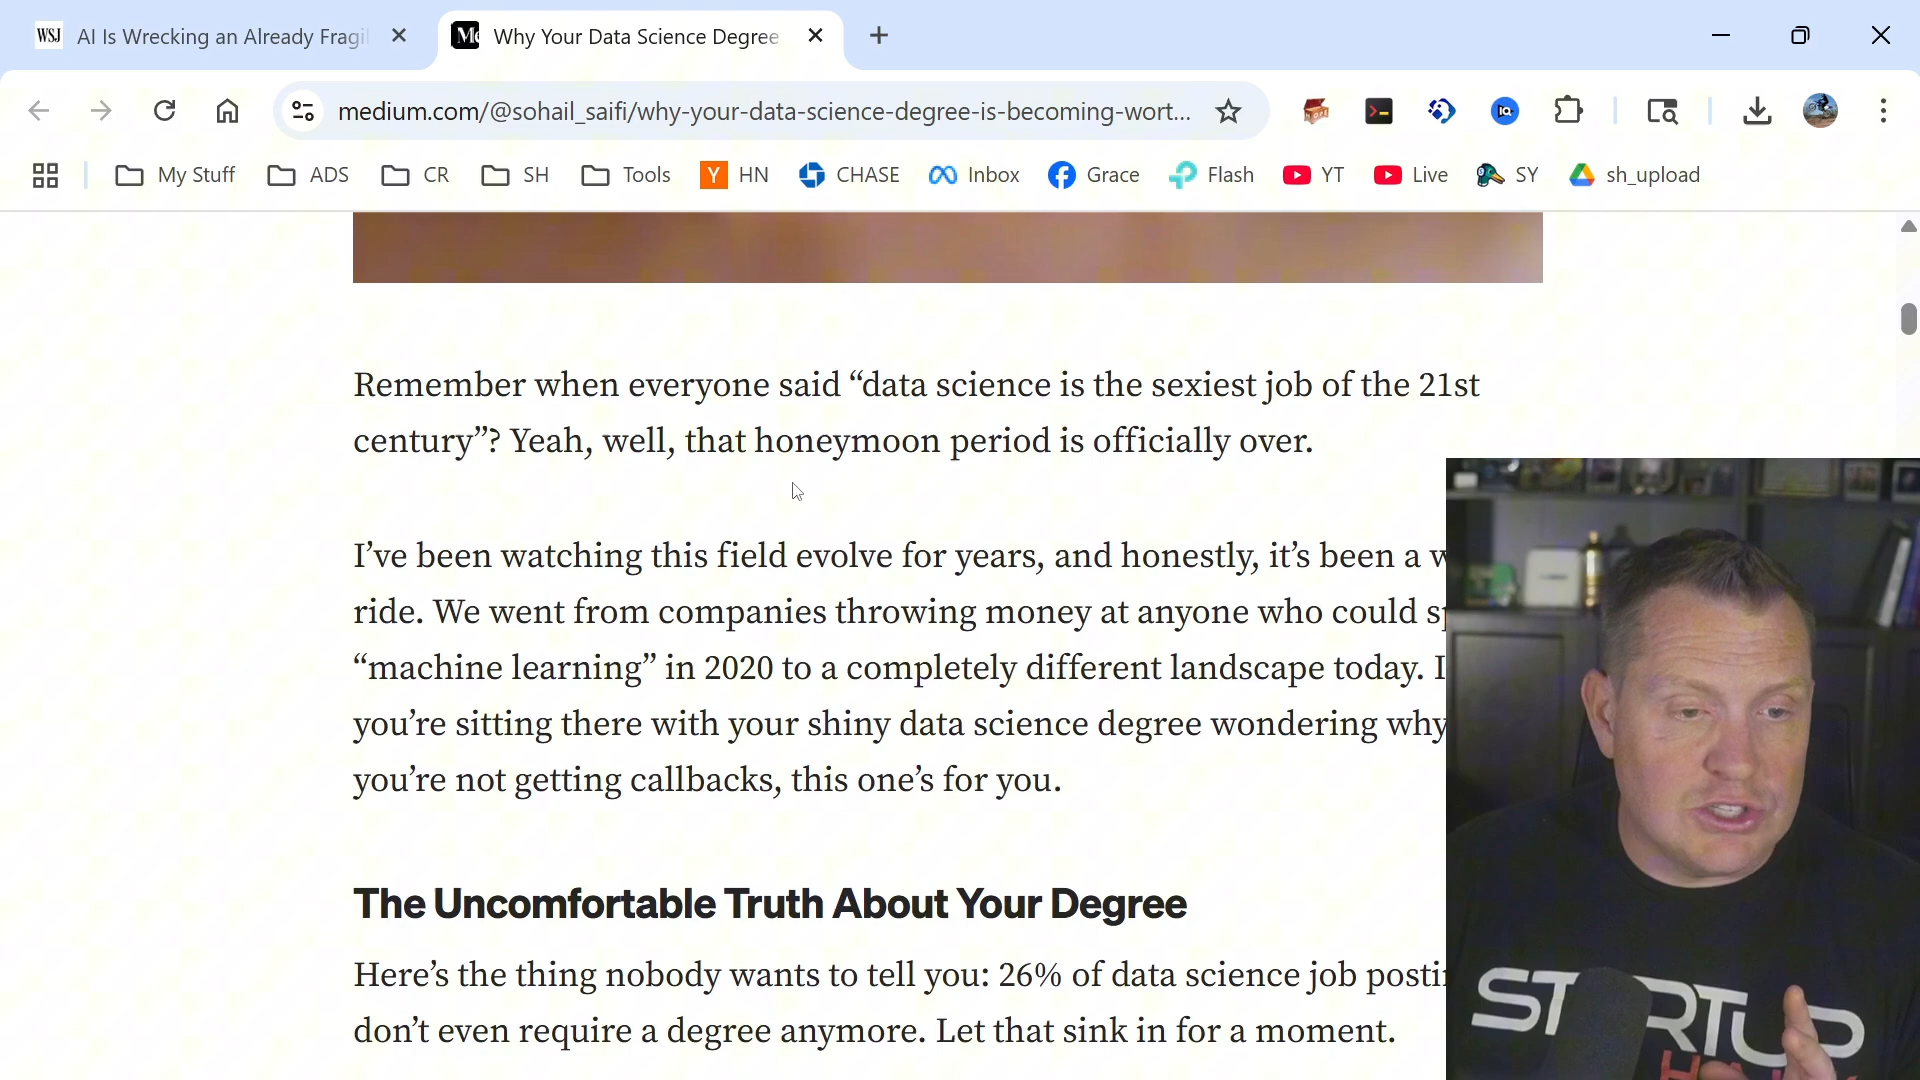 WSJ AI Is Wrecking an Already Fragil
Why Your Data Science Degree
medium.com/@sohail_saifi/why-your-data-science-degree-is-becoming-wort...
My Stuff ADS CR SH Tools HN CHASE Inbox Grace Flash YT Live SY sh_upload
Remember when everyone said “data science is the sexiest job of the 21st
century”? Yeah, well, that honeymoon period is officially over.
I’ve been watching this field evolve for years, and honestly, it’s been a
ride. We went from companies throwing money at anyone who could
“machine learning” in 2020 to a completely different landscape today.
you’re sitting there with your shiny data science degree wondering why
you’re not getting callbacks, this one’s for you.
The Uncomfortable Truth About Your Degree
Here’s the thing nobody wants to tell you: 26% of data science job
don’t even require a degree anymore. Let that sink in for a moment.